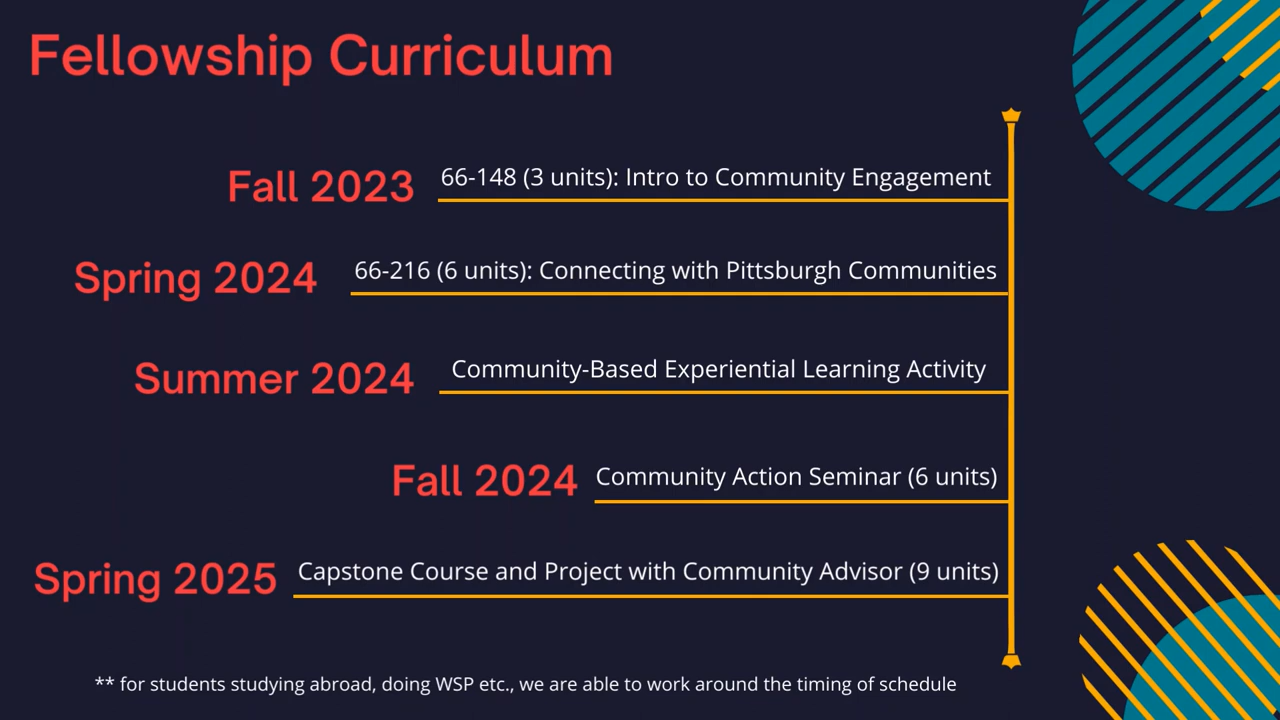 Fellowship Curriculum
Fall 2023 66-148 (3 units): Intro to Community Engagement
Spring 2024 66-216 (6 units): Connecting with Pittsburgh Communities
Summer 2024 Community-Based Experiential Learning Activity
Fall 2024 Community Action Seminar (6 units)
Spring 2025 Capstone Course and Project with Community Advisor (9 units)
** for students studying abroad, doing WSP etc., we are able to work around the timing of schedule